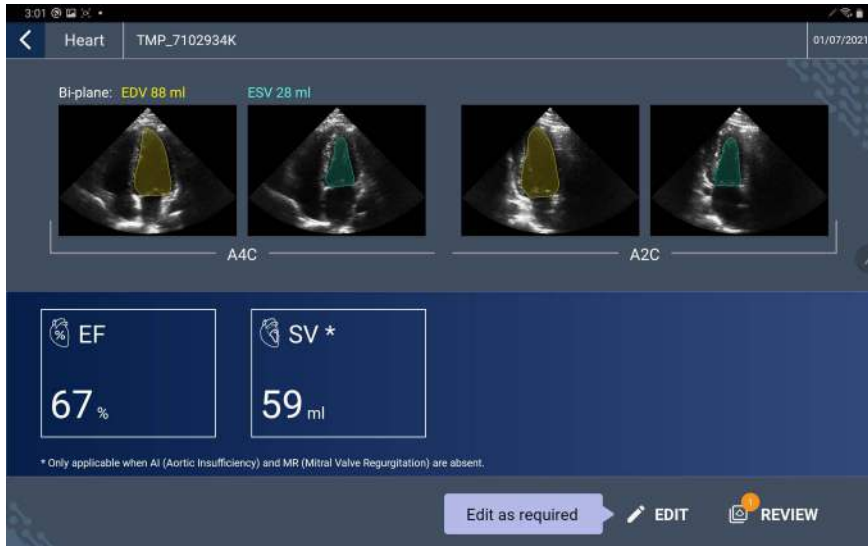 3:01
Heart TMP_7102934K 01/07/2021
Bi-plane: EDV 88 ml ESV 28 ml
A4C A2C
% EF SV *
67 % 59 ml
* Only applicable when AI (Aortic Insufficiency) and MR (Mitral Valve Regurgitation) are absent.
Edit as required EDIT 1 REVIEW